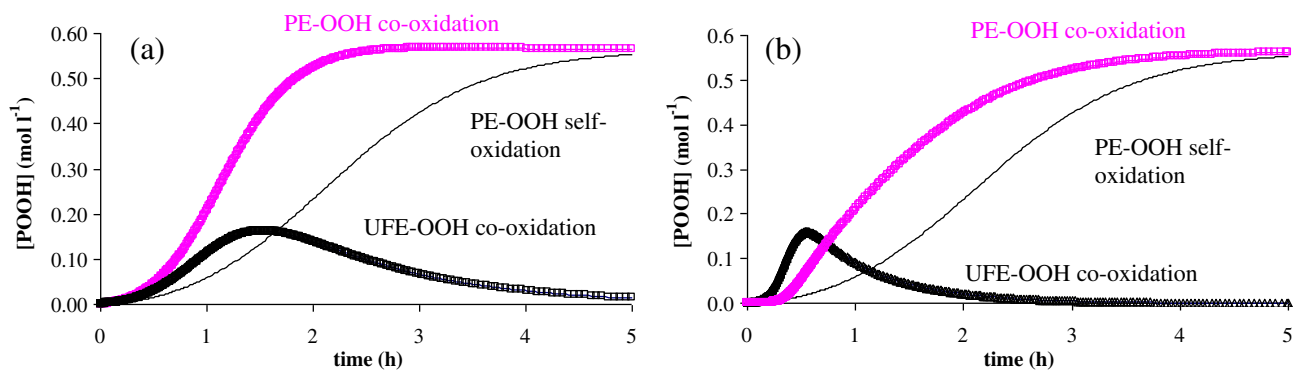 PE-OOH co-oxidation
(a)
0.60
0.50
0.40
0.30
0.20
0.10
0.00
[POOH] (mol l-1)
PE-OOH self-
oxidation
UFE-OOH co-oxidation
0 1 2 3 4 5
time (h)
PE-OOH co-oxidation
(b)
0.6
0.5
0.4
0.3
0.2
0.1
0.0
[POOH] (mol l-1)
PE-OOH self-
oxidation
UFE-OOH co-oxidation
0 1 2 3 4 5
time (h)